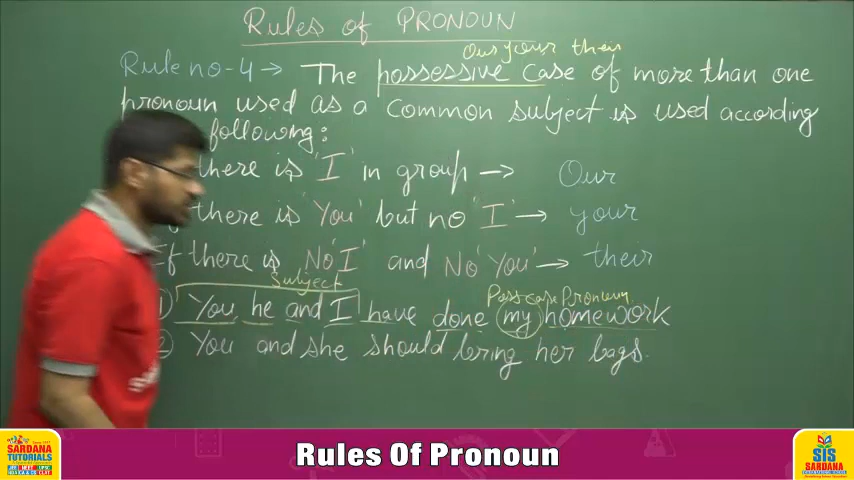 Rules of PRONOUN
Our your their
Rule no-4 → The possessive case of more than one
pronoun used as a common subject is used according
following:
there is 'I' in group → Our
there is 'You' but no 'I' → your
If there is No 'I' and No 'You' → their
Subject
Poss case Pronoun
1) You, he and I have done my homework
2) You and she should bring her bags.
Rules Of Pronoun
SARDANA
TUTORIALS
SIS
SARDANA